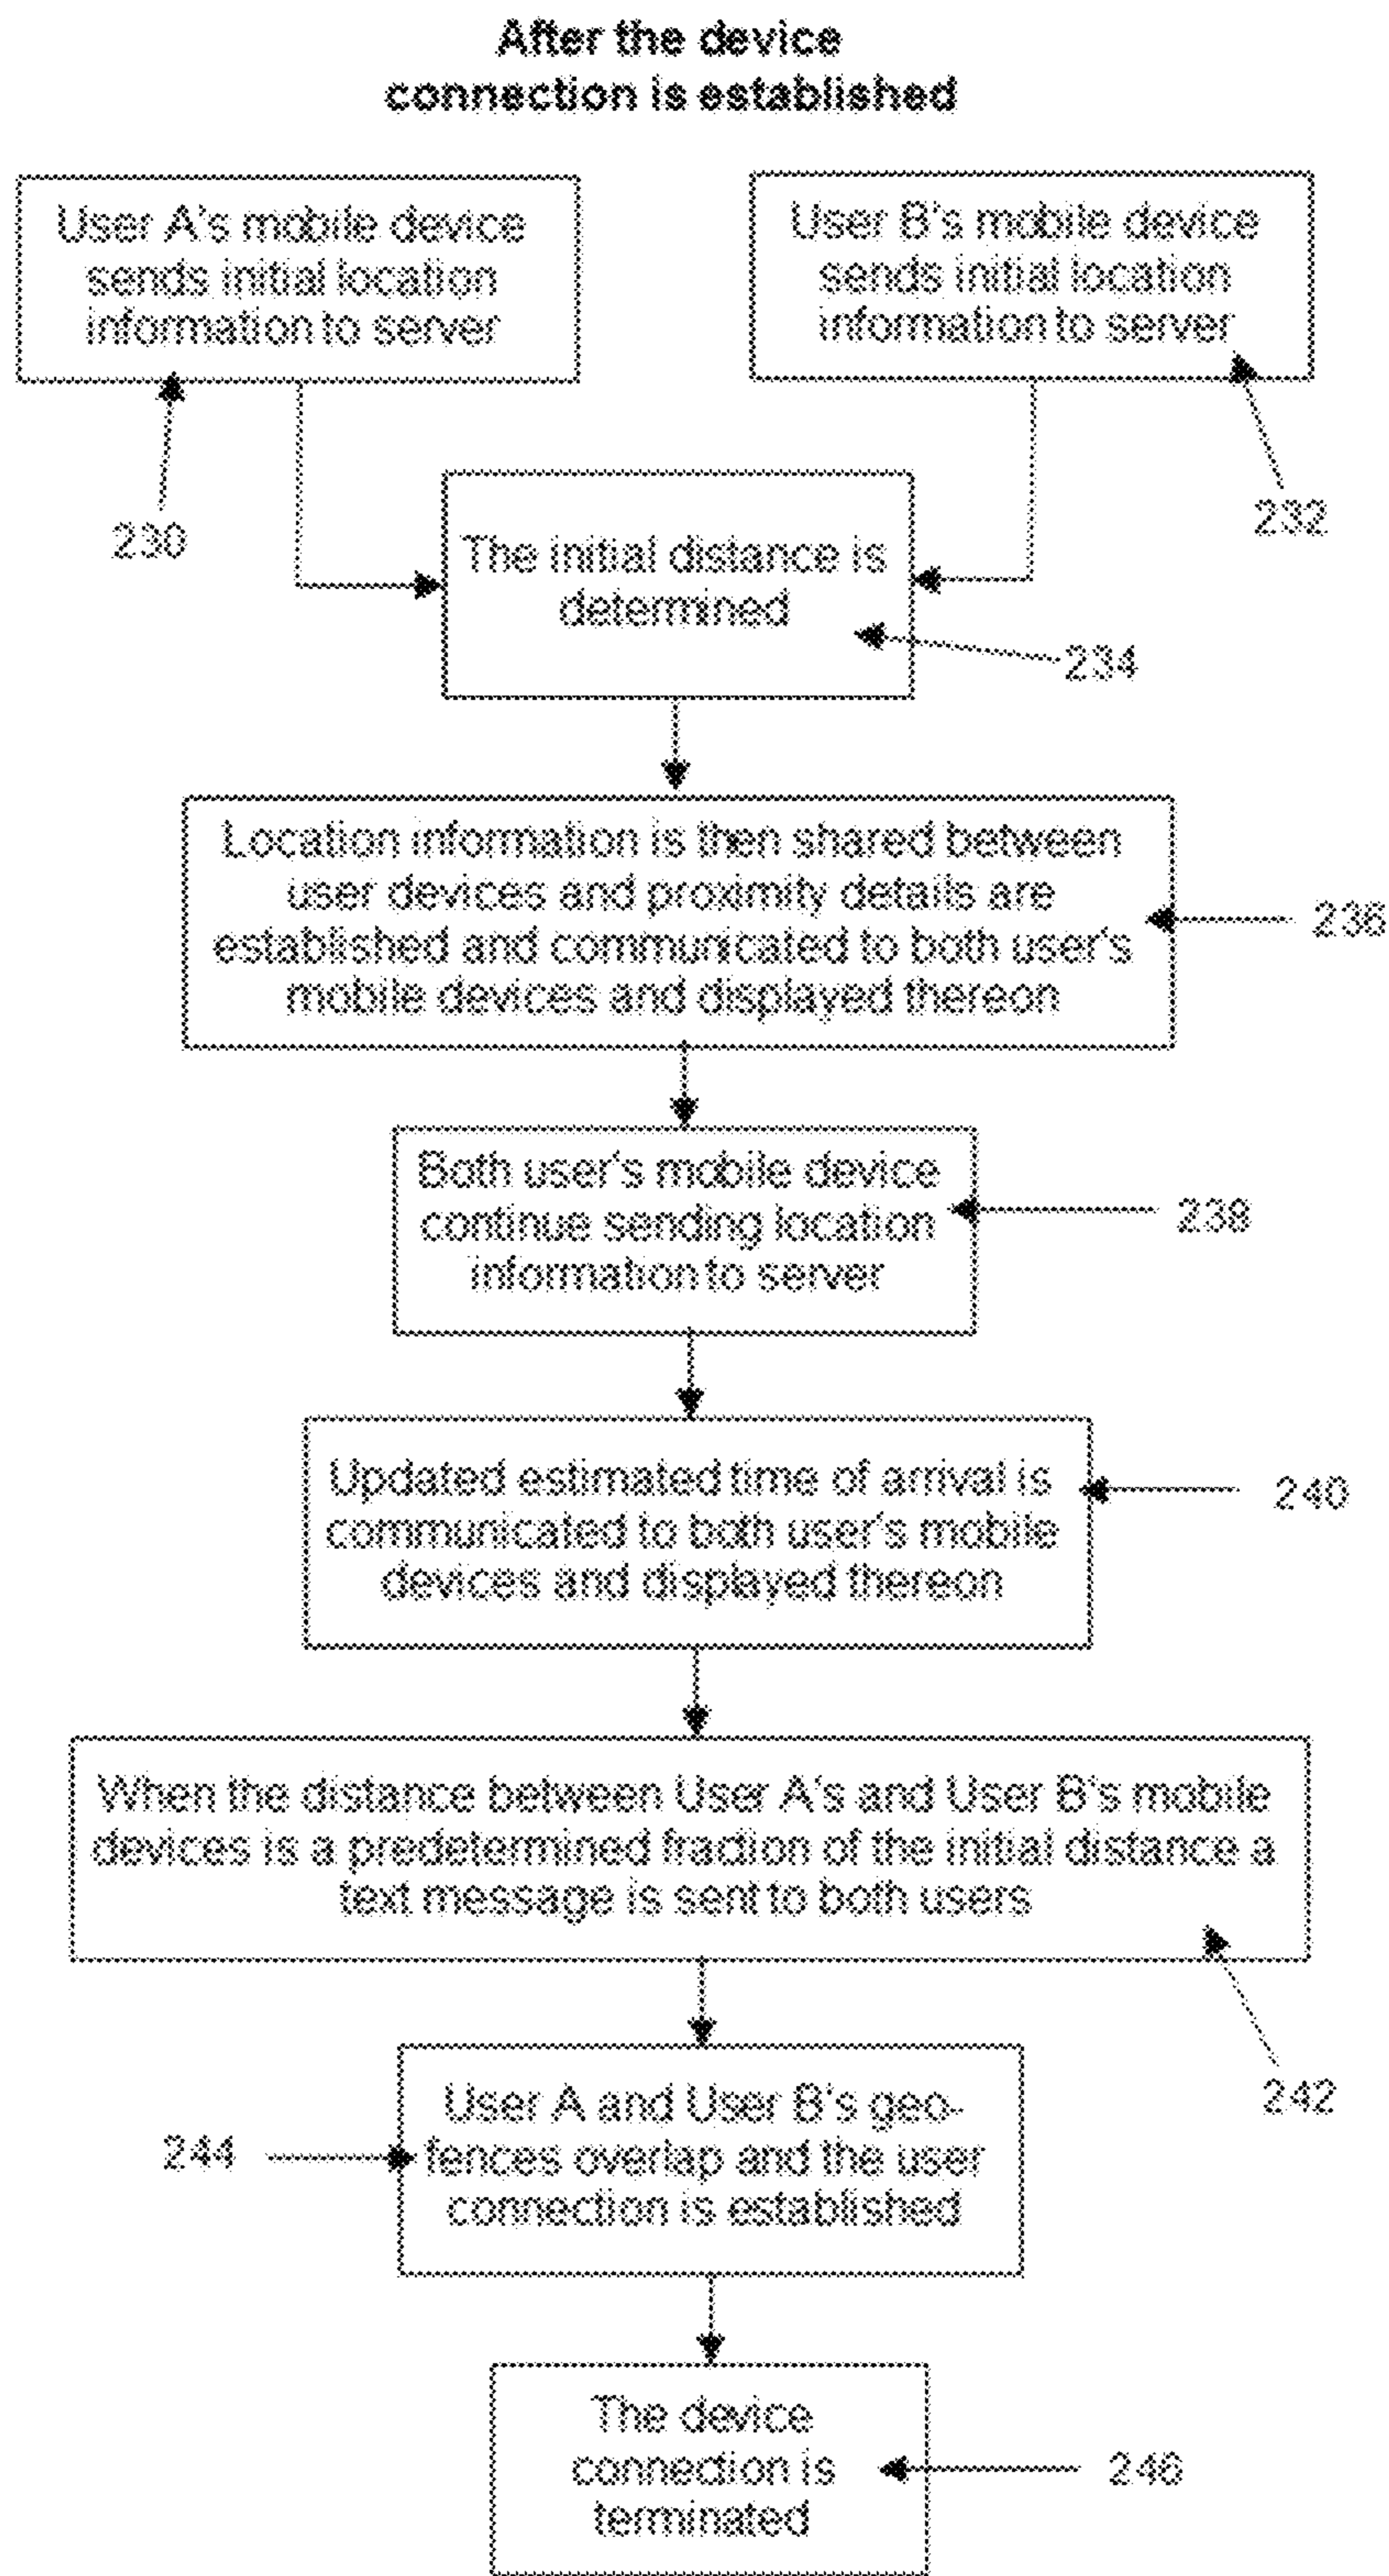 After the device
connection is established
User A's mobile device
sends initial location
information to server
User B's mobile device
sends initial location
information to server
230
232
The initial distance is
determined
234
Location information is then shared between
user devices and proximity details are
established and communicated to both user's
mobile devices and displayed thereon
236
Both user's mobile device
continue sending location
information to server
238
Updated estimated time of arrival is
communicated to both user's mobile
devices and displayed thereon
240
When the distance between User A's and User B's mobile
devices is a predetermined fraction of the initial distance a
text message is sent to both users
242
User A and User B's geo-
fences overlap and the user
connection is established
244
The device
connection is
terminated
246